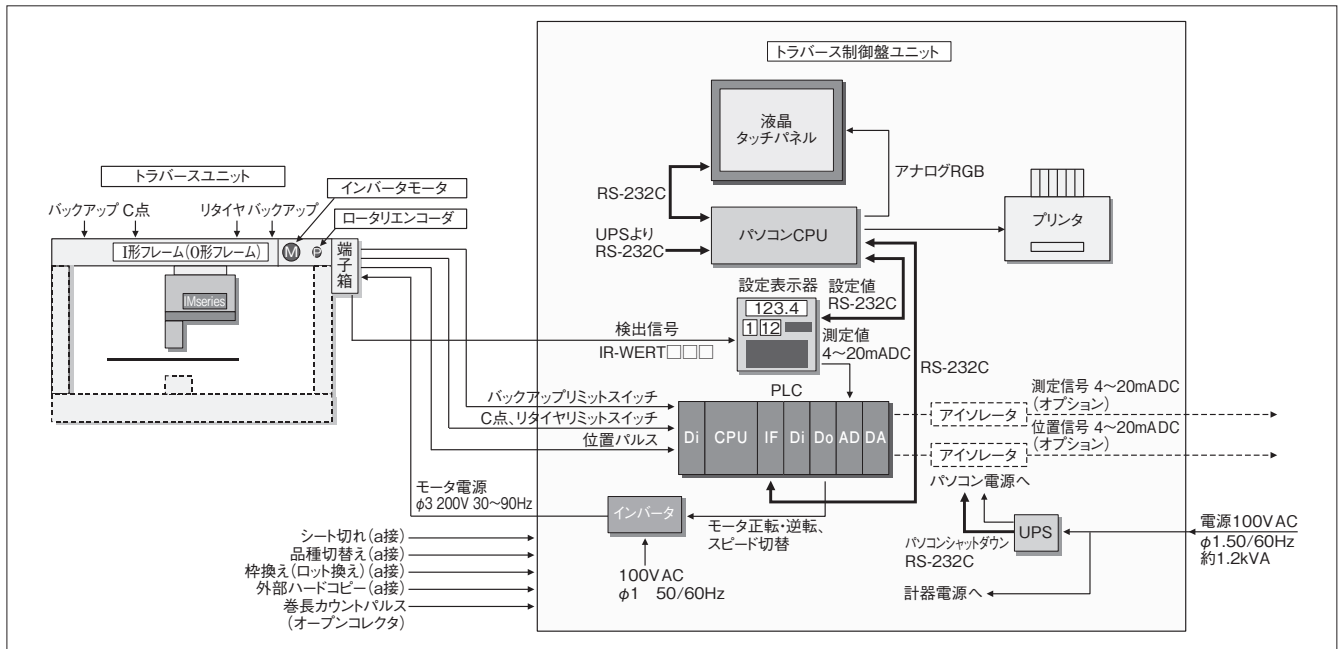 トラバース制御盤ユニット
液晶
タッチパネル
アナログRGB
RS-232C
プリンタ
パソコンCPU
UPSより
RS-232C
トラバースユニット
インバータモータ
バックアップ C点
リタイヤ バックアップ
ロータリエンコーダ
I形フレーム(O形フレーム)
M
P
端子箱
IMseries
設定表示器
設定値
RS-232C
123.4
1 12
検出信号
IR-WERT□□□
測定値
4～20mADC
RS-232C
PLC
バックアップリミットスイッチ
C点、リタイヤリミットスイッチ
位置パルス
Di CPU IF Di Do AD DA
測定信号 4～20mADC
(オプション)
アイソレータ
位置信号 4～20mADC
(オプション)
アイソレータ
パソコン電源へ
モータ電源
φ3 200V 30～90Hz
インバータ
モータ正転・逆転、
スピード切替
UPS
パソコンシャットダウン
RS-232C
電源100VAC
φ1.50/60Hz
約1.2kVA
100VAC
φ1 50/60Hz
計器電源へ
シート切れ(a接)
品種切替え(a接)
枠換え(ロット換え)(a接)
外部ハードコピー(a接)
巻長カウントパルス
(オープンコレクタ)